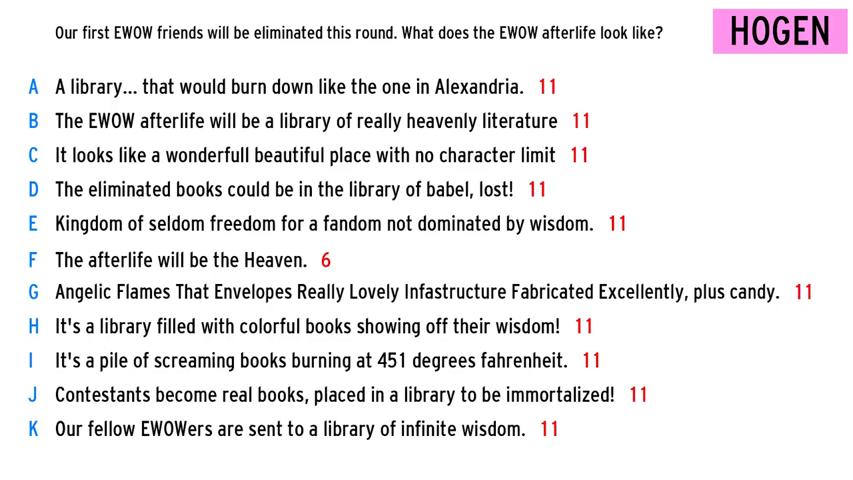 Our first EWOW friends will be eliminated this round. What does the EWOW afterlife look like?
HOGEN
A A library... that would burn down like the one in Alexandria. 11
B The EWOW afterlife will be a library of really heavenly literature 11
C It looks like a wonderfull beautiful place with no character limit 11
D The eliminated books could be in the library of babel, lost! 11
E Kingdom of seldom freedom for a fandom not dominated by wisdom. 11
F The afterlife will be the Heaven. 6
G Angelic Flames That Envelopes Really Lovely Infastructure Fabricated Excellently, plus candy. 11
H It's a library filled with colorful books showing off their wisdom! 11
I It's a pile of screaming books burning at 451 degrees fahrenheit. 11
J Contestants become real books, placed in a library to be immortalized! 11
K Our fellow EWOWers are sent to a library of infinite wisdom. 11